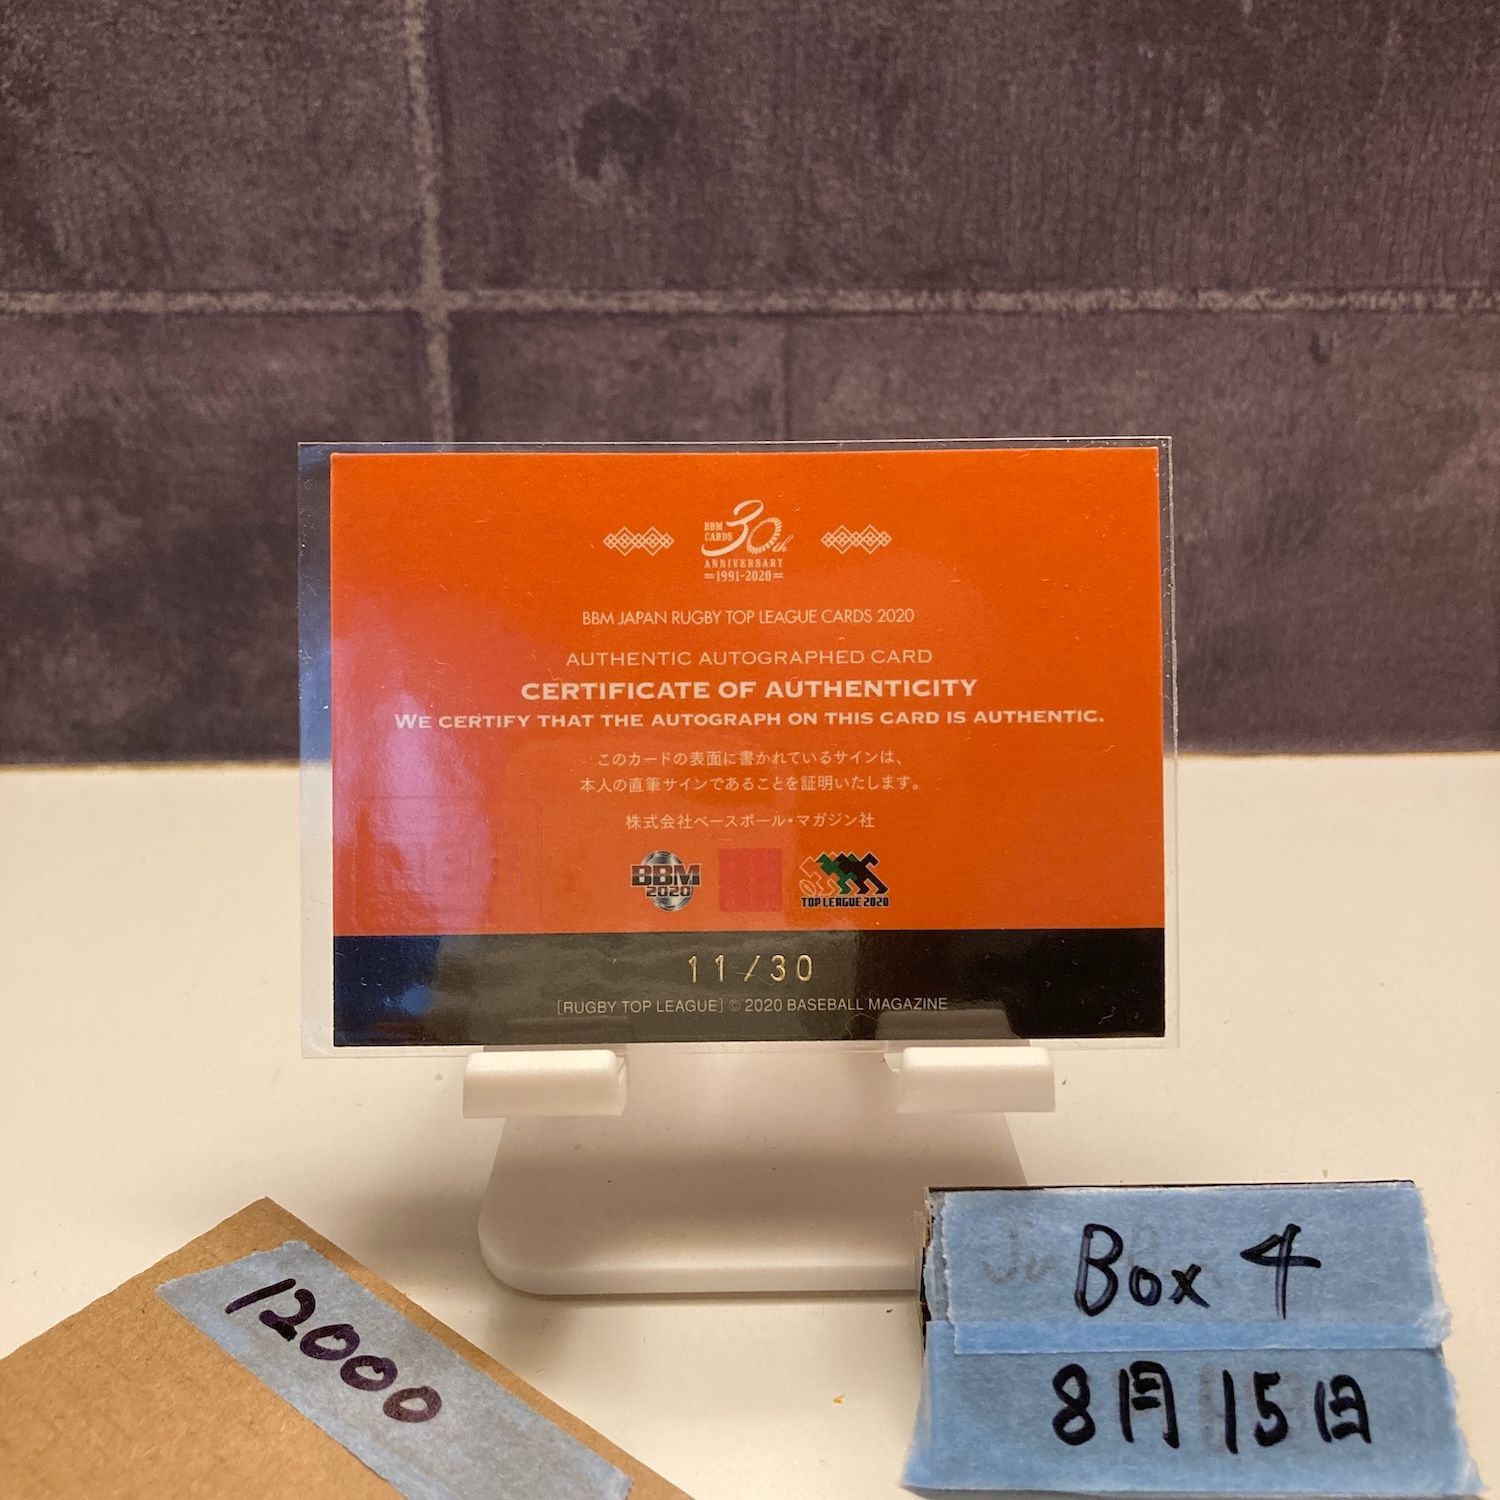 BBM
CARDS
30th
ANNIVERSARY
=1991-2020=
BBM JAPAN RUGBY TOP LEAGUE CARDS 2020
AUTHENTIC AUTOGRAPHED CARD
CERTIFICATE OF AUTHENTICITY
WE CERTIFY THAT THE AUTOGRAPH ON THIS CARD IS AUTHENTIC.
このカードの表面に書かれているサインは、
本人の直筆サインであることを証明いたします。
株式会社ベースボール・マガジン社
BBM
2020
TOP LEAGUE 2020
11/30
[RUGBY TOP LEAGUE] © 2020 BASEBALL MAGAZINE
12000
Box 4
8月15日